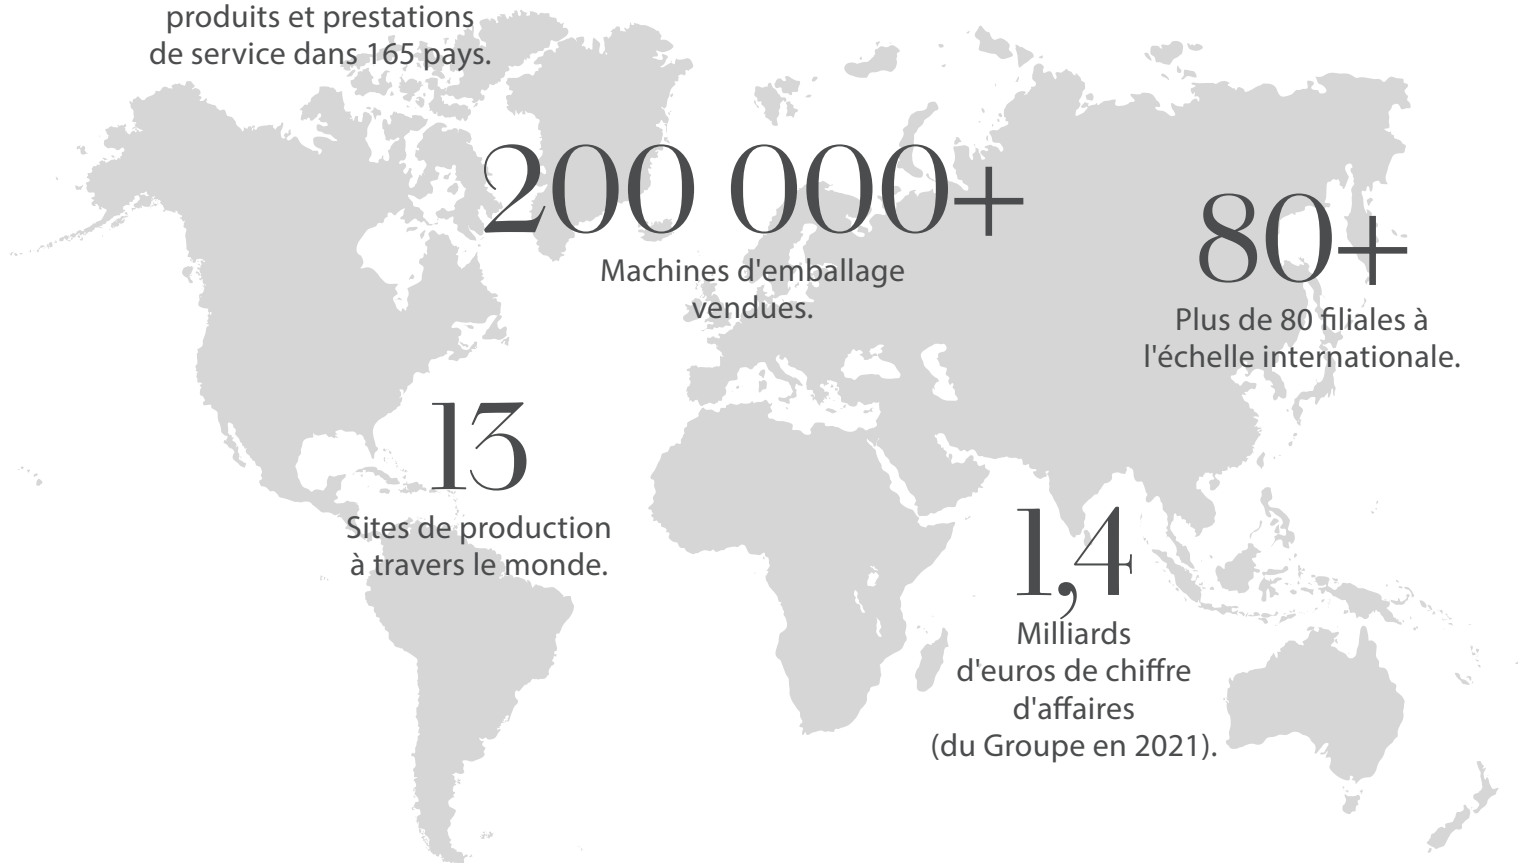 produits et prestations
de service dans 165 pays.
200 000+
Machines d'emballage
vendues.
80+
Plus de 80 filiales à
l'échelle internationale.
13
Sites de production
à travers le monde.
1,4
Milliards
d'euros de chiffre
d'affaires
(du Groupe en 2021).